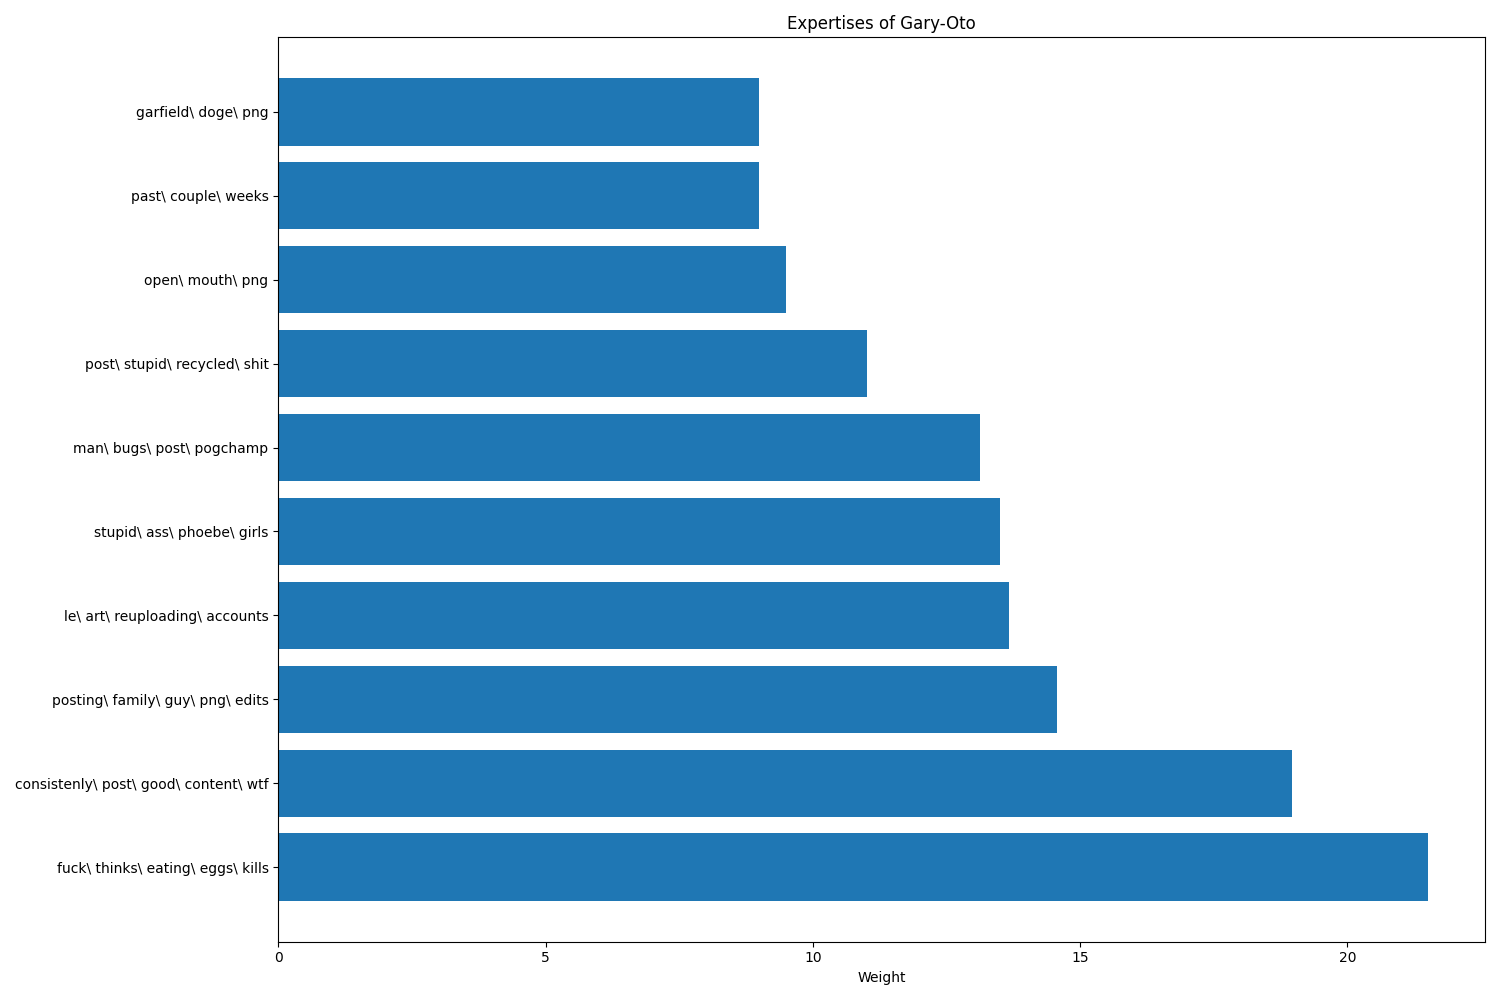 Expertises of Gary-Oto
garfield\ doge\ png
past\ couple\ weeks
open\ mouth\ png
post\ stupid\ recycled\ shit
man\ bugs\ post\ pogchamp
stupid\ ass\ phoebe\ girls
le\ art\ reuploading\ accounts
posting\ family\ guy\ png\ edits
consistenly\ post\ good\ content\ wtf
fuck\ thinks\ eating\ eggs\ kills
0 5 10 15 20
Weight